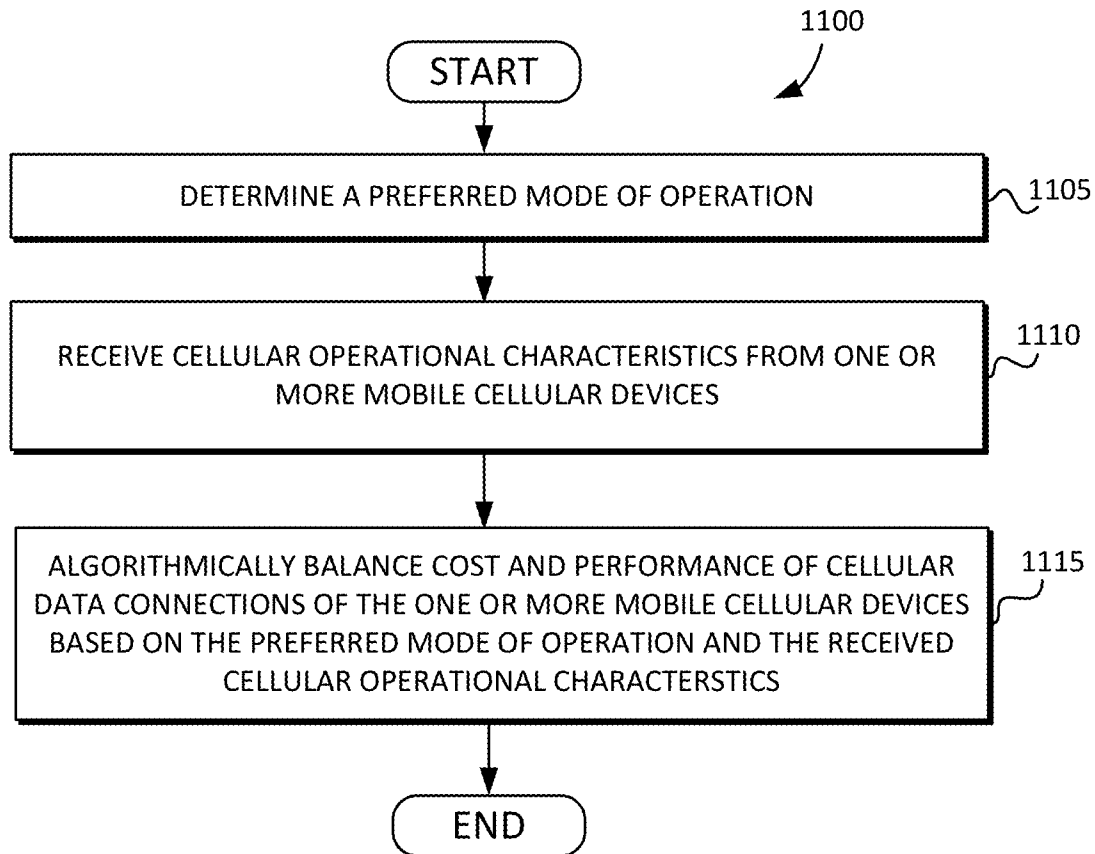 1100
START
DETERMINE A PREFERRED MODE OF OPERATION
1105
RECEIVE CELLULAR OPERATIONAL CHARACTERISTICS FROM ONE OR
MORE MOBILE CELLULAR DEVICES
1110
ALGORITHMICALLY BALANCE COST AND PERFORMANCE OF CELLULAR
DATA CONNECTIONS OF THE ONE OR MORE MOBILE CELLULAR DEVICES
BASED ON THE PREFERRED MODE OF OPERATION AND THE RECEIVED
CELLULAR OPERATIONAL CHARACTERSTICS
1115
END